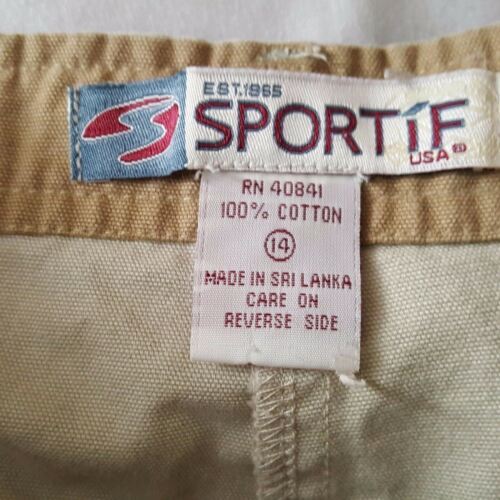 EST.1965
SPORTIF
USA ®
RN 40841
100% COTTON
14
MADE IN SRI LANKA
CARE ON
REVERSE SIDE